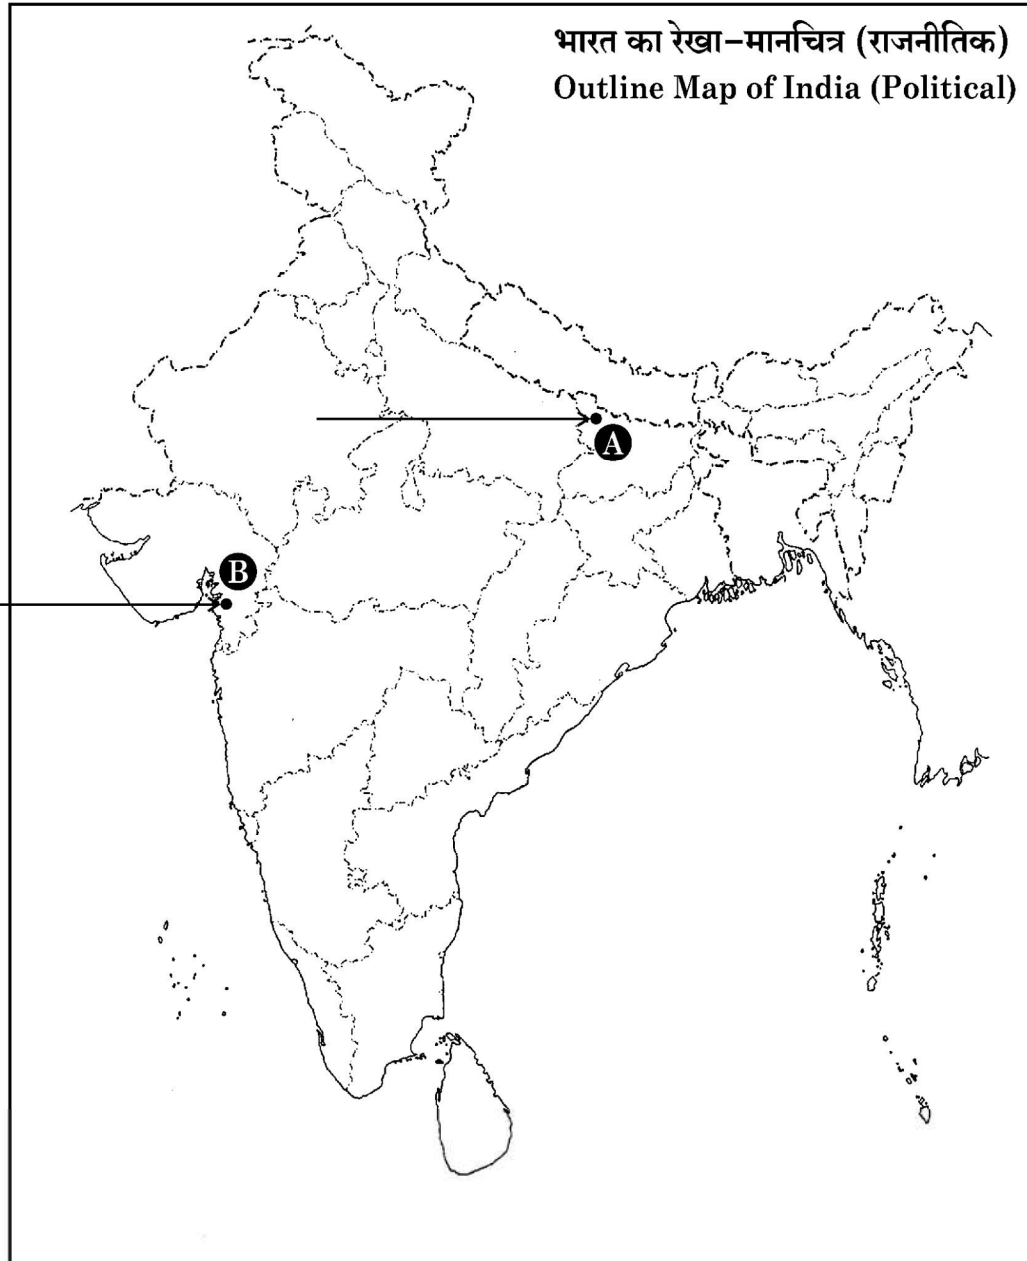 भारत का रेखा-मानचित्र (राजनीतिक)
Outline Map of India (Political)
A
B